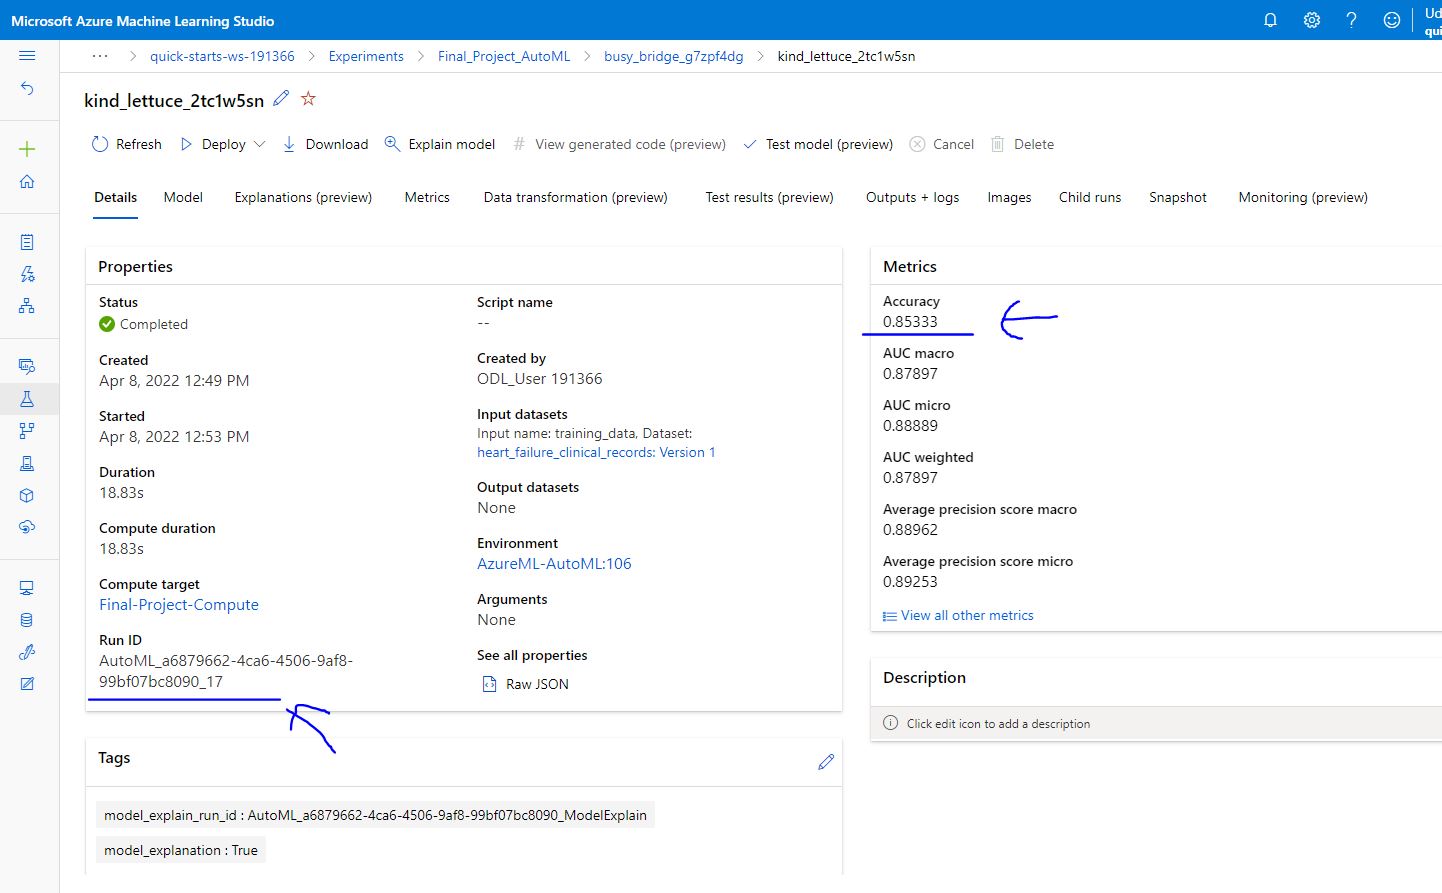 Microsoft Azure Machine Learning Studio
Ud
qui
··· > quick-starts-ws-191366 > Experiments > Final_Project_AutoML > busy_bridge_g7zpf4dg > kind_lettuce_2tc1w5sn
kind_lettuce_2tc1w5sn
Refresh Deploy Download Explain model # View generated code (preview) Test model (preview) Cancel Delete
Details Model Explanations (preview) Metrics Data transformation (preview) Test results (preview) Outputs + logs Images Child runs Snapshot Monitoring (preview)
Properties
Status
Completed
Created
Apr 8, 2022 12:49 PM
Started
Apr 8, 2022 12:53 PM
Duration
18.83s
Compute duration
18.83s
Compute target
Final-Project-Compute
Run ID
AutoML_a6879662-4ca6-4506-9af8-
99bf07bc8090_17
Script name
--
Created by
ODL_User 191366
Input datasets
Input name: training_data, Dataset:
heart_failure_clinical_records: Version 1
Output datasets
None
Environment
AzureML-AutoML:106
Arguments
None
See all properties
Raw JSON
Metrics
Accuracy
0.85333
AUC macro
0.87897
AUC micro
0.88889
AUC weighted
0.87897
Average precision score macro
0.88962
Average precision score micro
0.89253
View all other metrics
Description
Click edit icon to add a description
Tags
model_explain_run_id : AutoML_a6879662-4ca6-4506-9af8-99bf07bc8090_ModelExplain
model_explanation : True